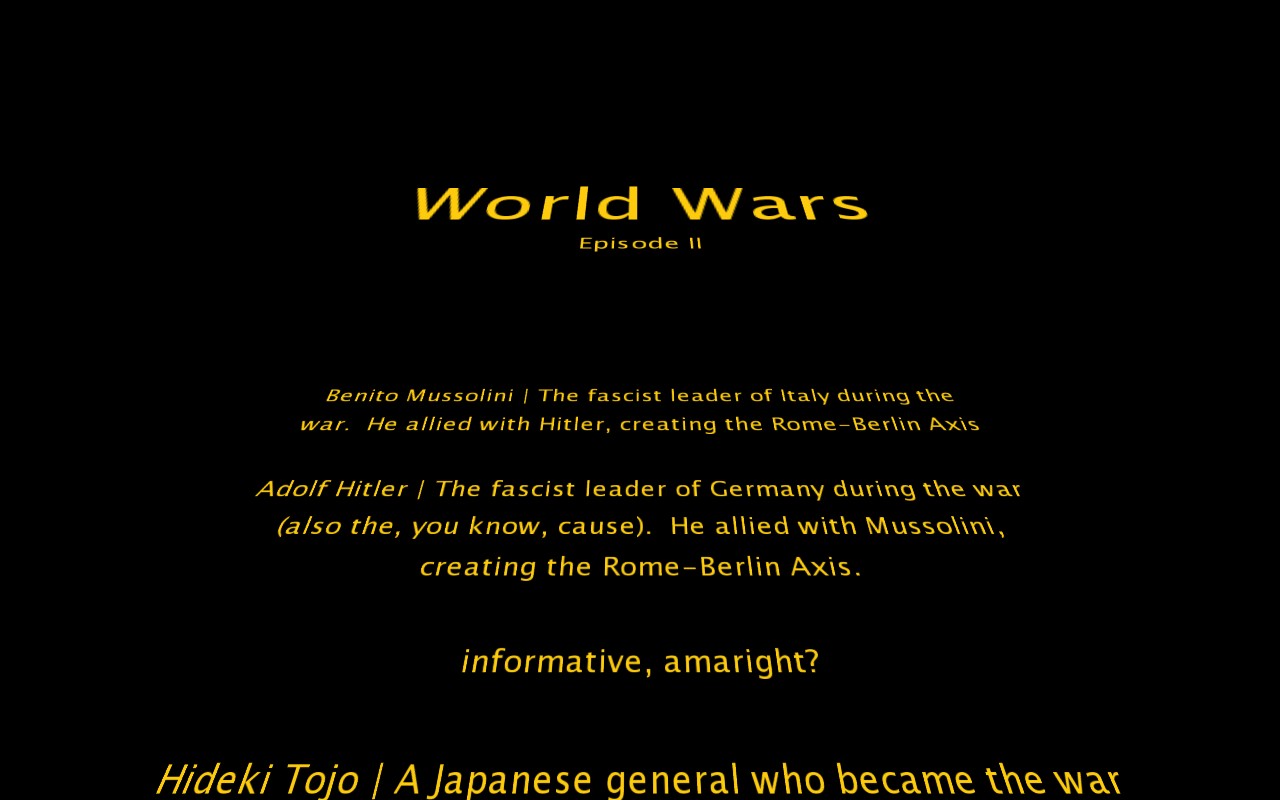 World Wars
Episode II
Benito Mussolini | The fascist leader of Italy during the
war.  He allied with Hitler, creating the Rome-Berlin Axis
Adolf Hitler | The fascist leader of Germany during the war
(also the, you know, cause).  He allied with Mussolini,
creating the Rome-Berlin Axis.
informative, amaright?
Hideki Tojo | A Japanese general who became the war